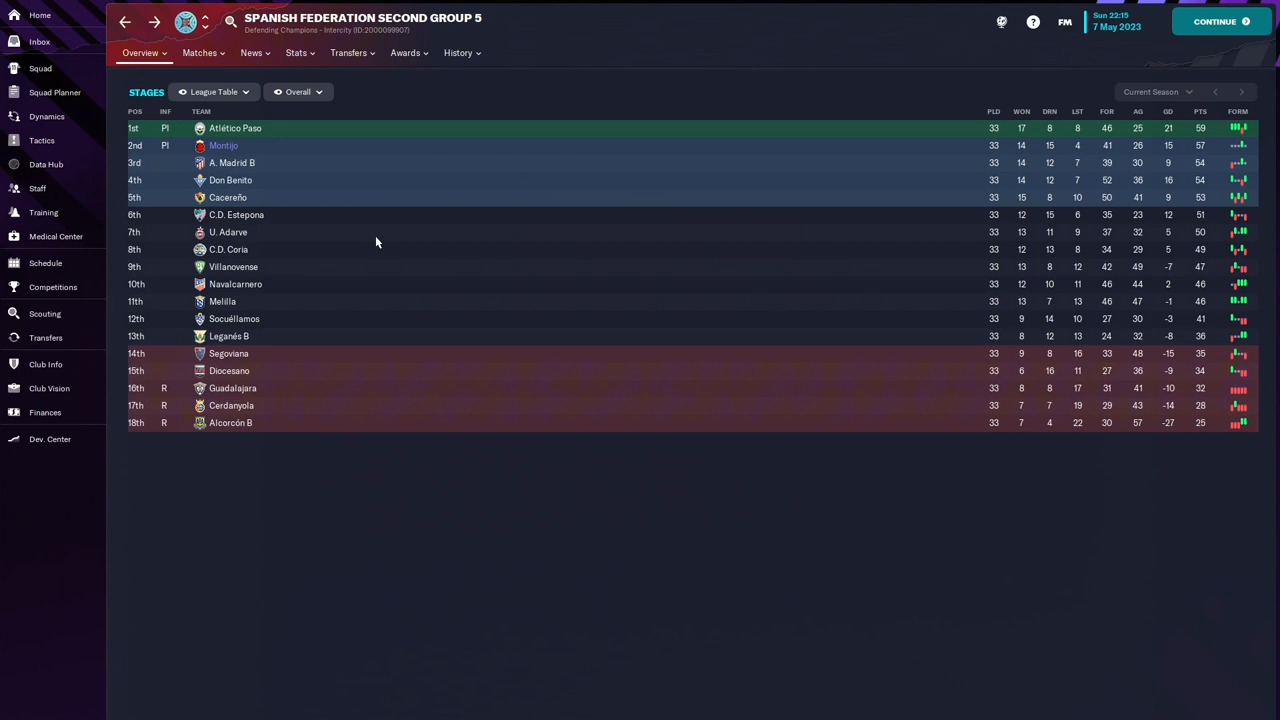 Home
Inbox
Squad
Squad Planner
Dynamics
Tactics
Data Hub
Staff
Training
Medical Center
Schedule
Competitions
Scouting
Transfers
Club Info
Club Vision
Finances
Dev. Center
SPANISH FEDERATION SECOND GROUP 5
Defending Champions - Intercity (ID:2000099907)
FM
Sun 22:15
7 May 2023
CONTINUE
Overview Matches News Stats Transfers Awards History
STAGES League Table Overall Current Season
POS INF TEAM PLD WON DRN LST FOR AG GD PTS FORM
1st Pl Atlético Paso 33 17 8 8 46 25 21 59
2nd Pl Montijo 33 14 15 4 41 26 15 57
3rd A. Madrid B 33 14 12 7 39 30 9 54
4th Don Benito 33 14 12 7 52 36 16 54
5th Cacereño 33 15 8 10 50 41 9 53
6th C.D. Estepona 33 12 15 6 35 23 12 51
7th U. Adarve 33 13 11 9 37 32 5 50
8th C.D. Coria 33 12 13 8 34 29 5 49
9th Villanovense 33 13 8 12 42 49 -7 47
10th Navalcarnero 33 12 10 11 46 44 2 46
11th Melilla 33 13 7 13 46 47 -1 46
12th Socuéllamos 33 9 14 10 27 30 -3 41
13th Leganés B 33 8 12 13 24 32 -8 36
14th Segoviana 33 9 8 16 33 48 -15 35
15th Diocesano 33 6 16 11 27 36 -9 34
16th R Guadalajara 33 8 8 17 31 41 -10 32
17th R Cerdanyola 33 7 7 19 29 43 -14 28
18th R Alcorcón B 33 7 4 22 30 57 -27 25